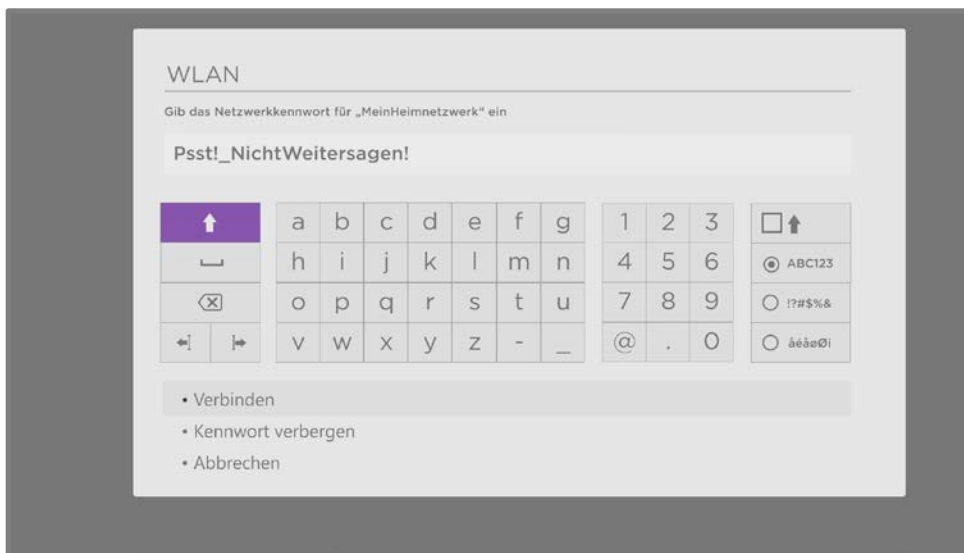 WLAN
Gib das Netzwerkkennwort für „MeinHeimnetzwerk“ ein
Psst!_NichtWeitersagen!
a b c d e f g 1 2 3
h i j k l m n 4 5 6 ABC123
o p q r s t u 7 8 9 !?#$%&
v w x y z - _ @ . 0 åéåøØi
• Verbinden
• Kennwort verbergen
• Abbrechen